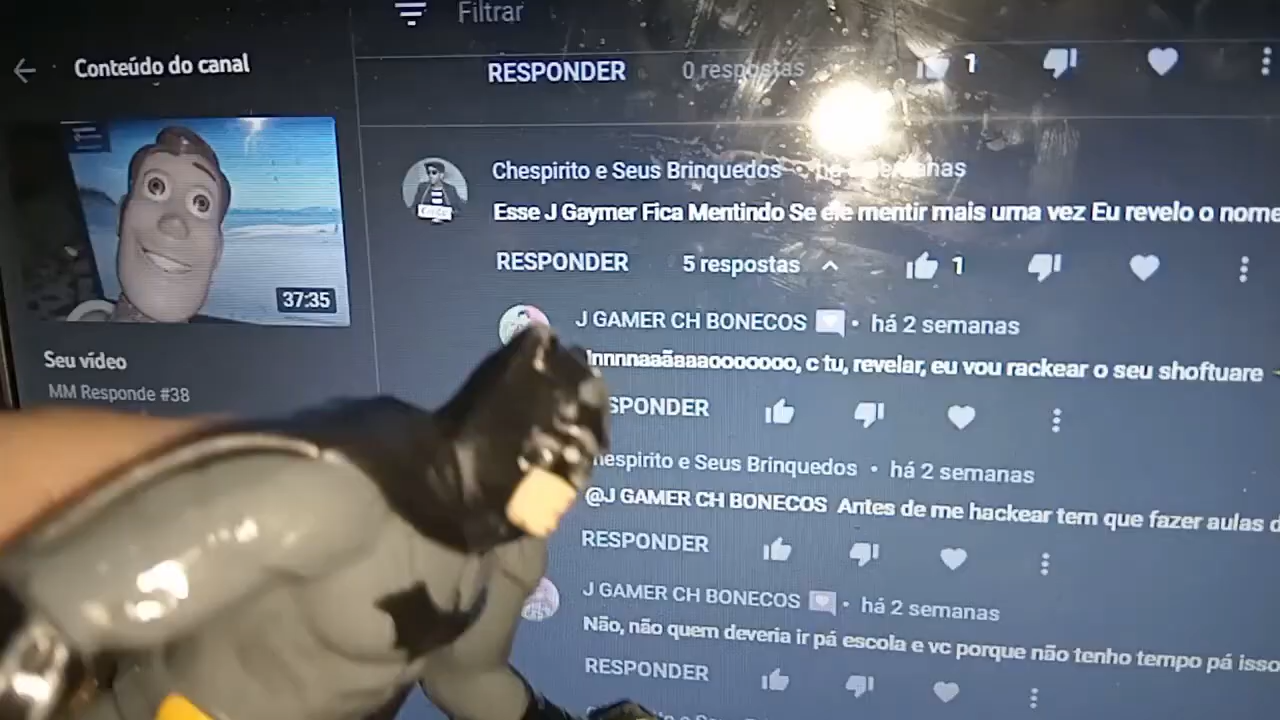 Filtrar
Conteúdo do canal
RESPONDER 0 respostas 1
Chespirito e Seus Brinquedos • há semanas
Esse J Gaymer Fica Mentindo Se ele mentir mais uma vez Eu revelo o nome
RESPONDER 5 respostas 1
37:35
J GAMER CH BONECOS • há 2 semanas
Seu vídeo
MM Responde #38
c tu, revelar, eu vou rackear o seu shoftuare
SPONDER
hespirito e Seus Brinquedos • há 2 semanas
@J GAMER CH BONECOS Antes de me hackear tem que fazer aulas d
RESPONDER
J GAMER CH BONECOS • há 2 semanas
Não, não quem deveria ir pá escola e vc porque não tenho tempo pá isso
RESPONDER